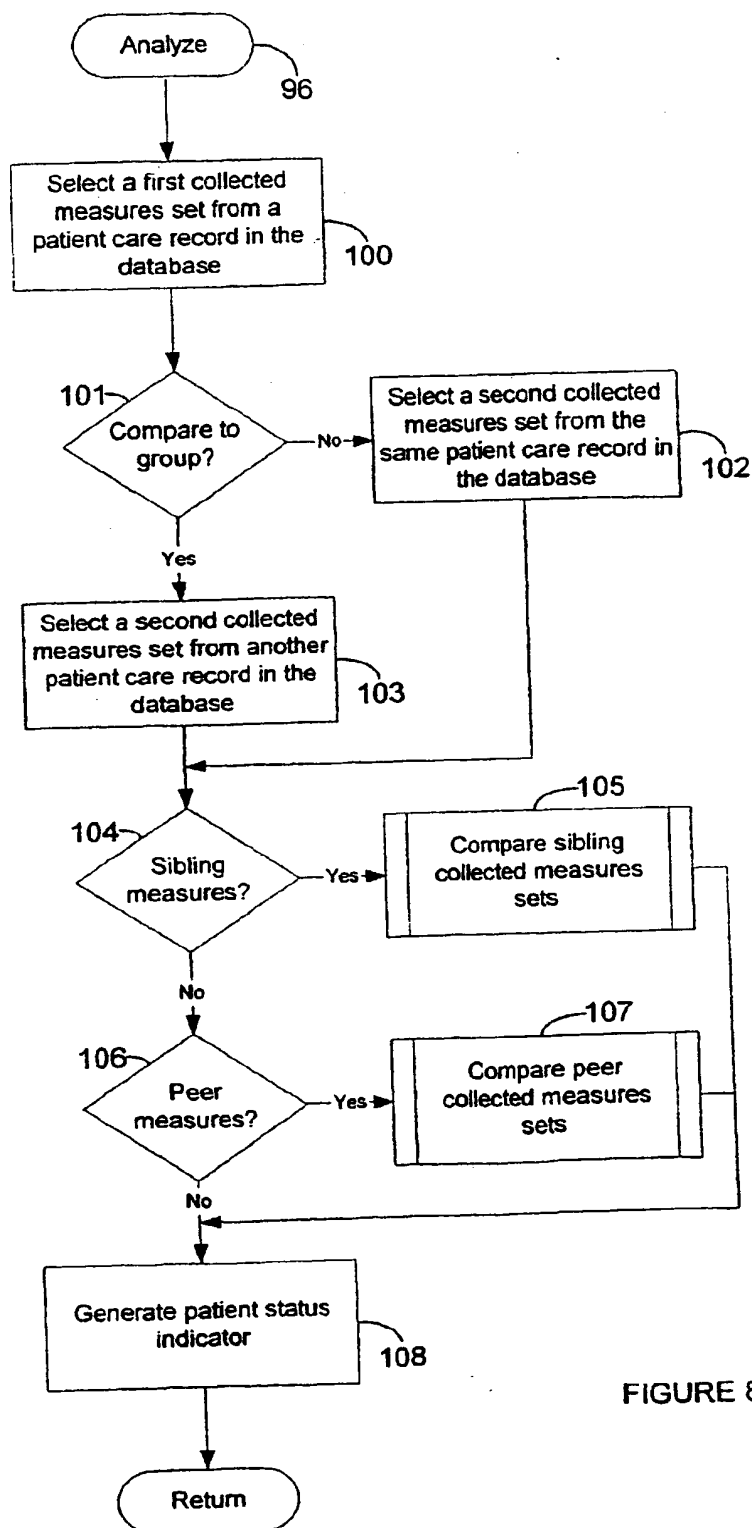 Analyze
96
Select a first collected
measures set from a
patient care record in the
database
100
101
Compare to
group?
No
Select a second collected
measures set from the
same patient care record in
the database
102
Yes
Select a second collected
measures set from another
patient care record in the
database
103
104
Sibling
measures?
Yes
105
Compare sibling
collected measures
sets
No
106
Peer
measures?
Yes
107
Compare peer
collected measures
sets
No
Generate patient status
indicator
108
FIGURE 8
Return